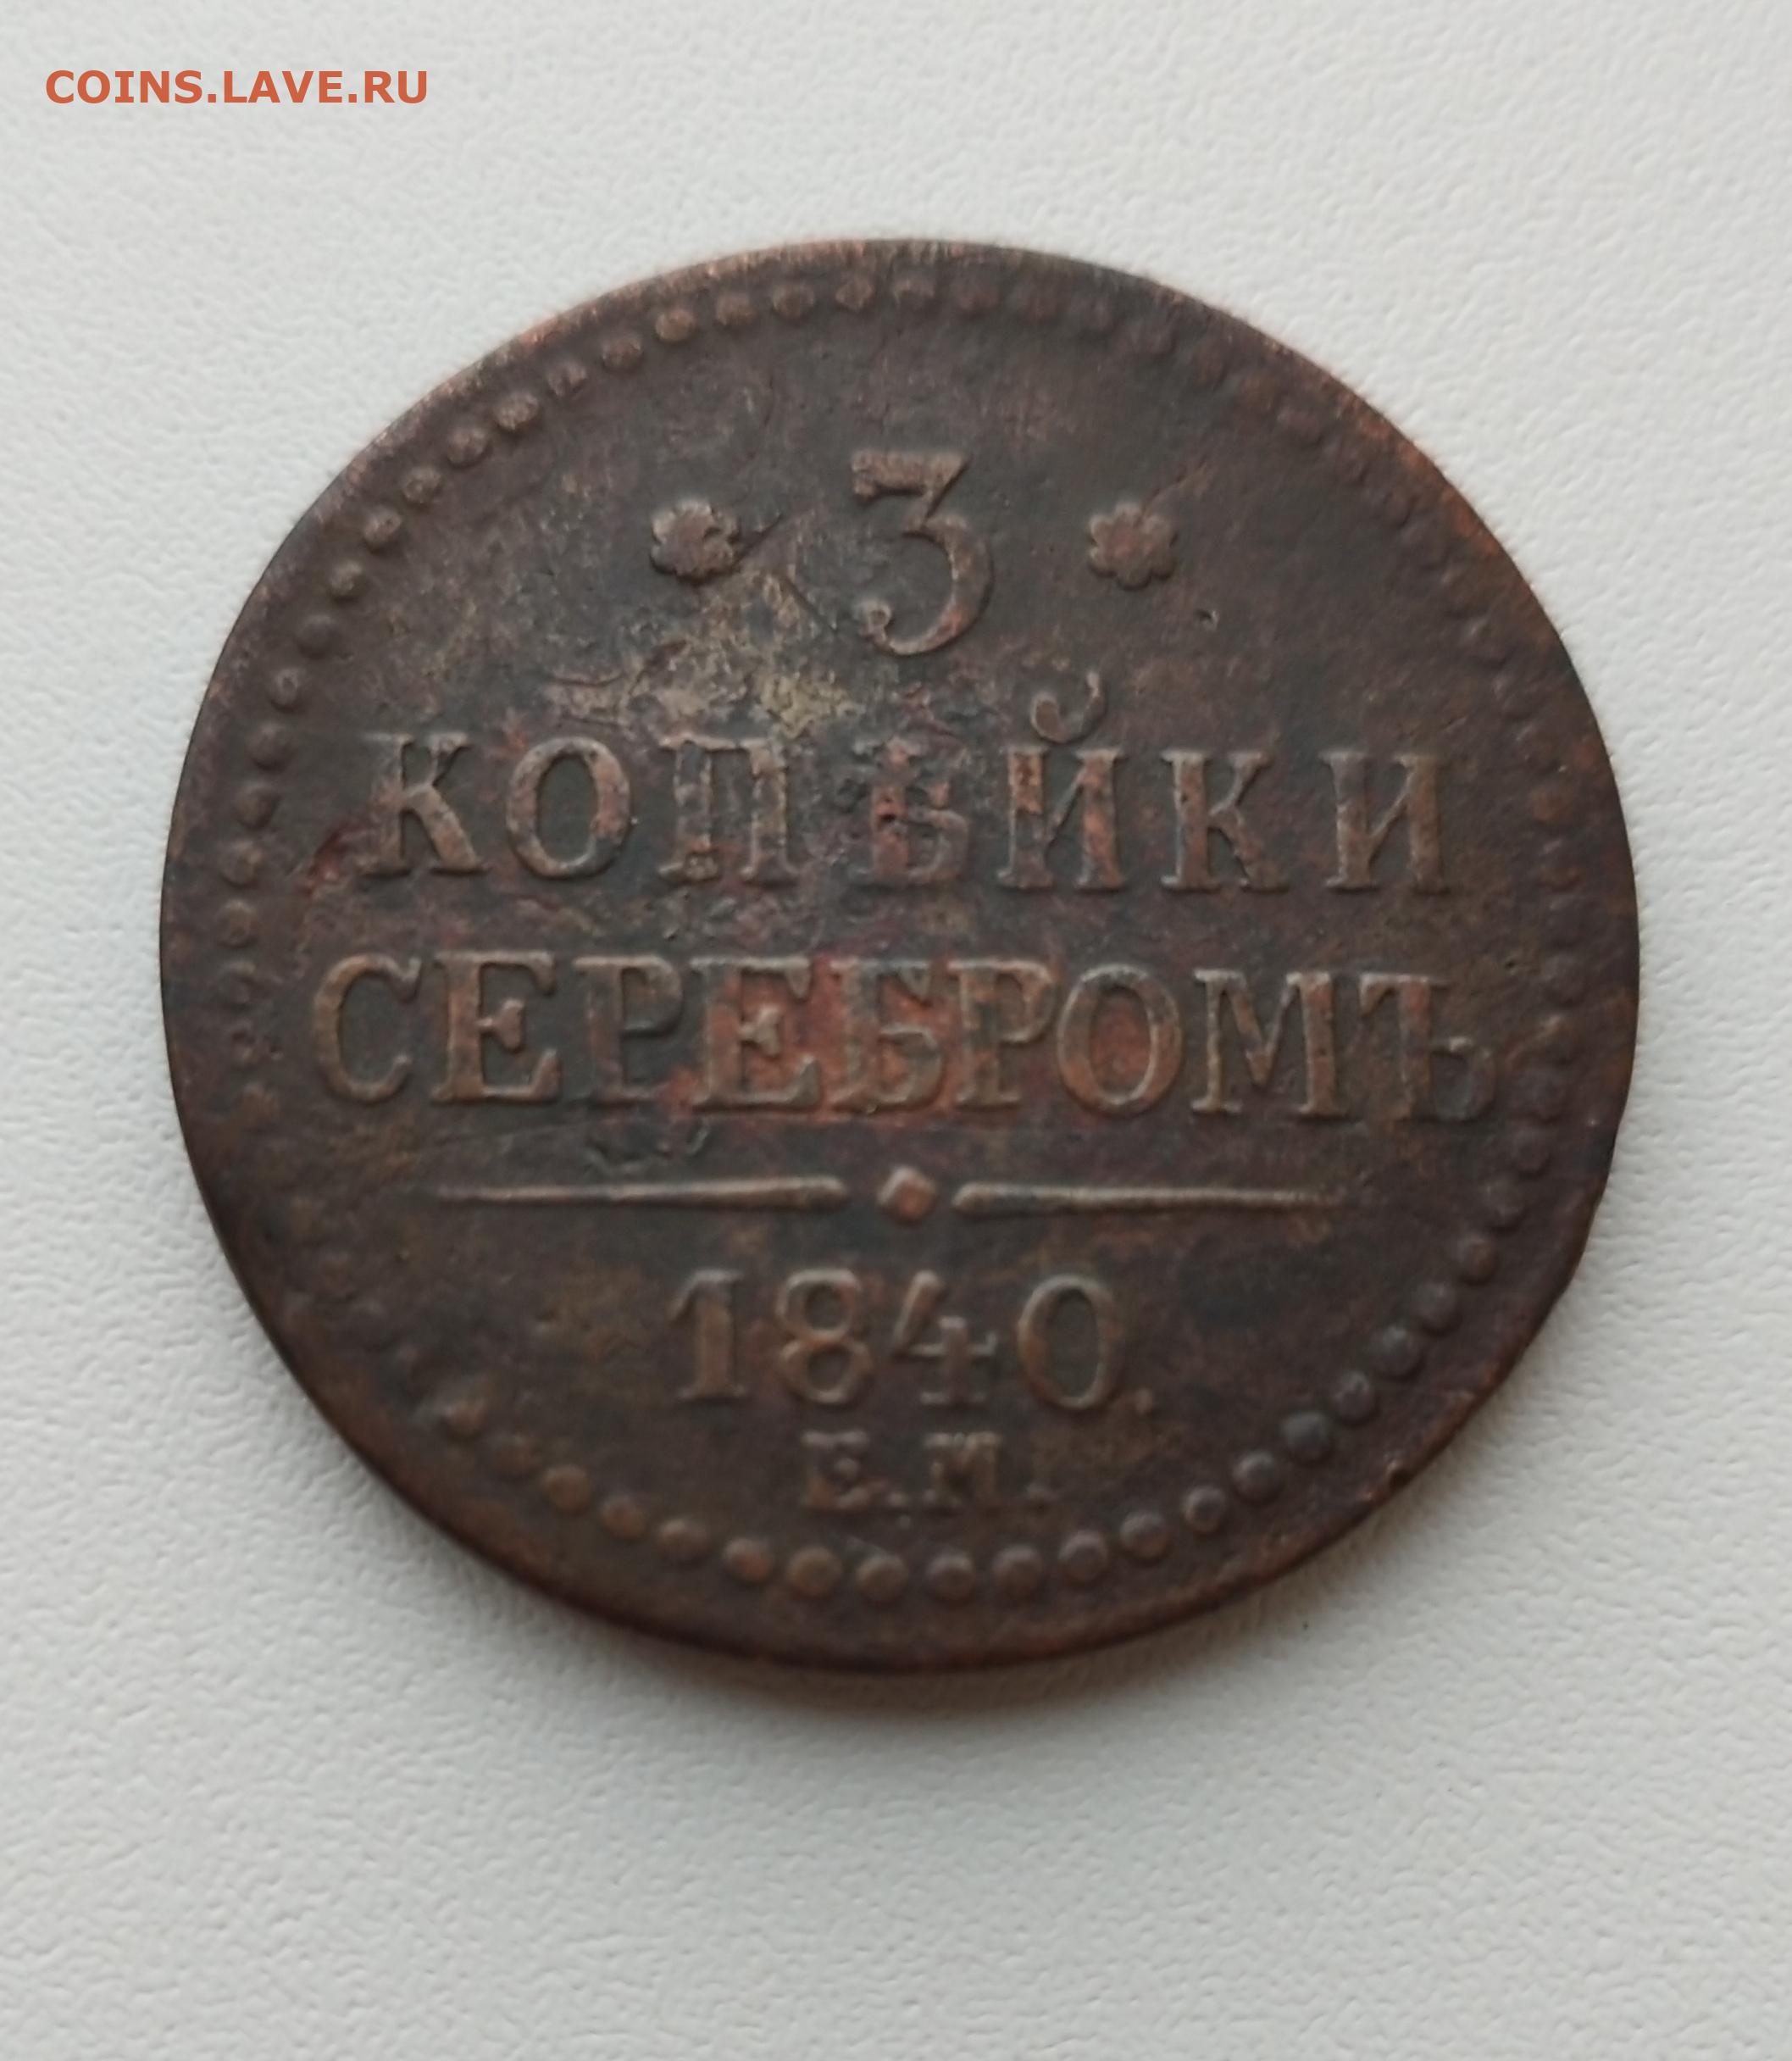 COINS.LAVE.RU
3
КОПѢЙКИ
СЕРЕБРОМЪ
1840.
Е.М.